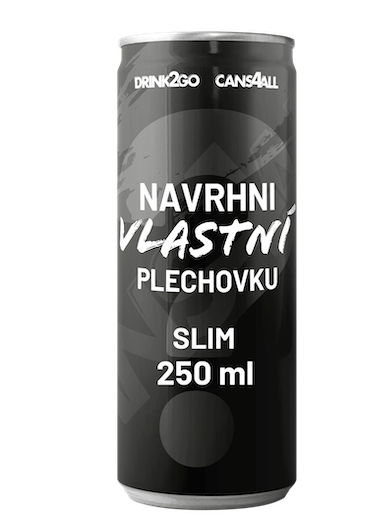 DRINK2GO CANS4ALL
NAVRHNI
VLASTNÍ
PLECHOVKU
SLIM
250 ml